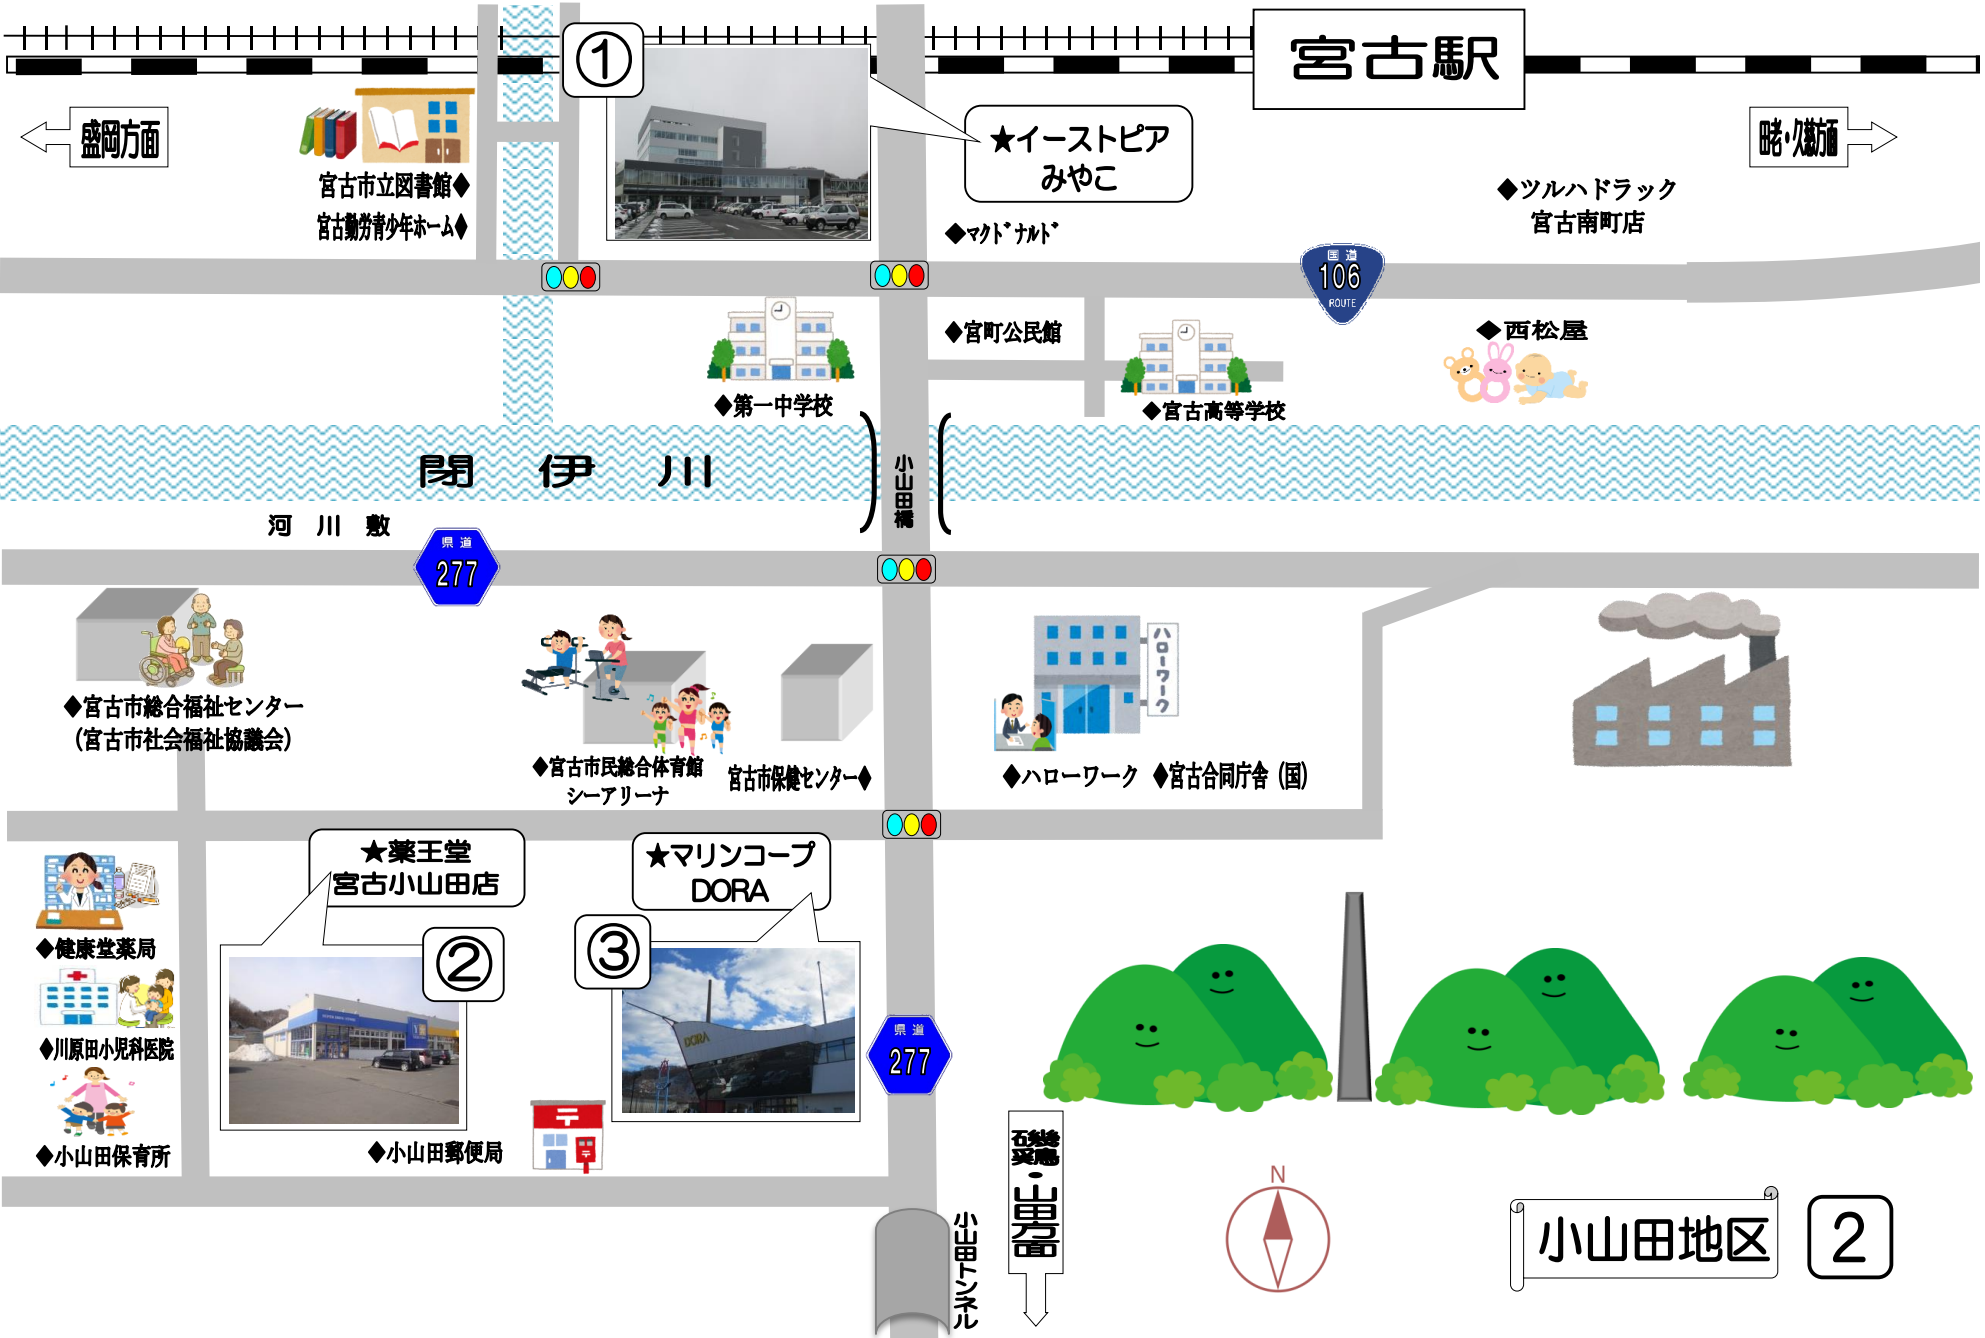 宮古駅
①
盛岡方面
田老・久慈方面
★イーストピア
みやこ
宮古市立図書館◆
宮古勤労青少年ホーム◆
◆マクドナルド
◆ツルハドラック
宮古南町店
国道
106
ROUTE
◆宮町公民館
◆西松屋
◆第一中学校
◆宮古高等学校
閉伊川
小山田橋
河川敷
県道
277
ハローワーク
◆宮古市総合福祉センター
（宮古市社会福祉協議会）
◆宮古市民総合体育館
シーアリーナ
宮古市保健センター◆
◆ハローワーク
◆宮古合同庁舎（国）
★薬王堂
宮古小山田店
②
★マリンコープ
DORA
③
DORA
◆健康堂薬局
◆川原田小児科医院
◆小山田保育所
◆小山田郵便局
県道
277
磯鶏・山田方面
小山田トンネル
N
小山田地区
2